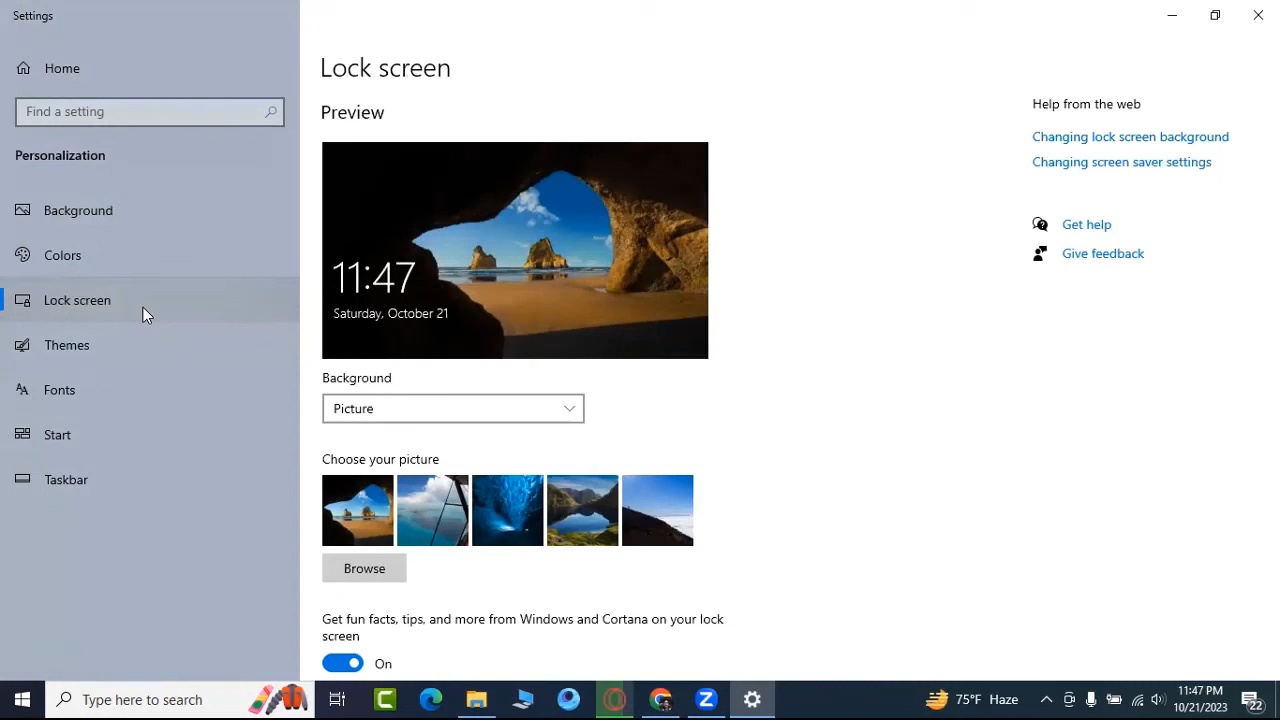 Settings
Home
Find a setting
Personalization
Background
Colors
Lock screen
Themes
Fonts
Start
Taskbar
Lock screen
Preview
11:47
Saturday, October 21
Background
Picture
Choose your picture
Browse
Get fun facts, tips, and more from Windows and Cortana on your lock
screen
On
Help from the web
Changing lock screen background
Changing screen saver settings
Get help
Give feedback
Type here to search
75°F Haze
11:47 PM
10/21/2023
22